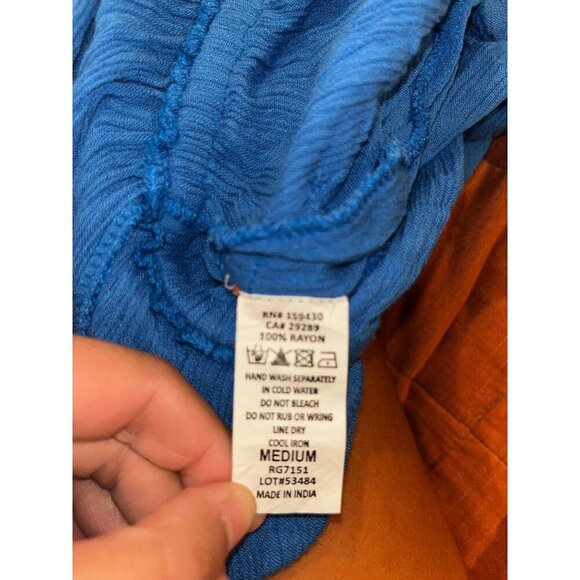 RN# 159430
CA# 29289
100% RAYON
HAND WASH SEPARATELY
IN COLD WATER
DO NOT BLEACH
DO NOT RUB OR WRING
LINE DRY
COOL IRON
MEDIUM
RG7151
LOT#53484
MADE IN INDIA